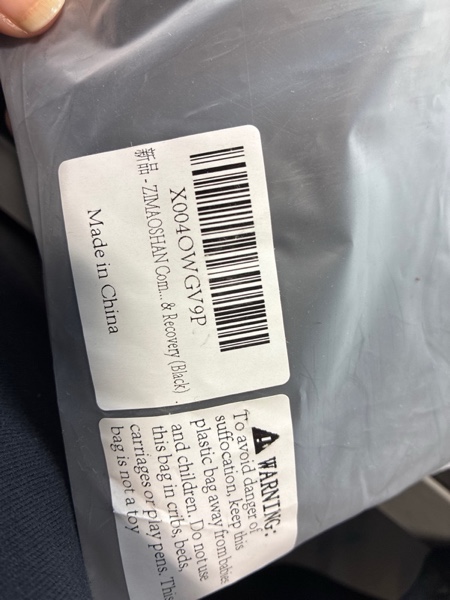 X004OWGV9P
新品 - ZIMAOSHAN Com... & Recovery (Black) .
Made in China
WARNING:
To avoid danger of
suffocation, keep this
plastic bag away from babies
and children. Do not use
this bag in cribs, beds,
carriages or play pens. This
bag is not a toy